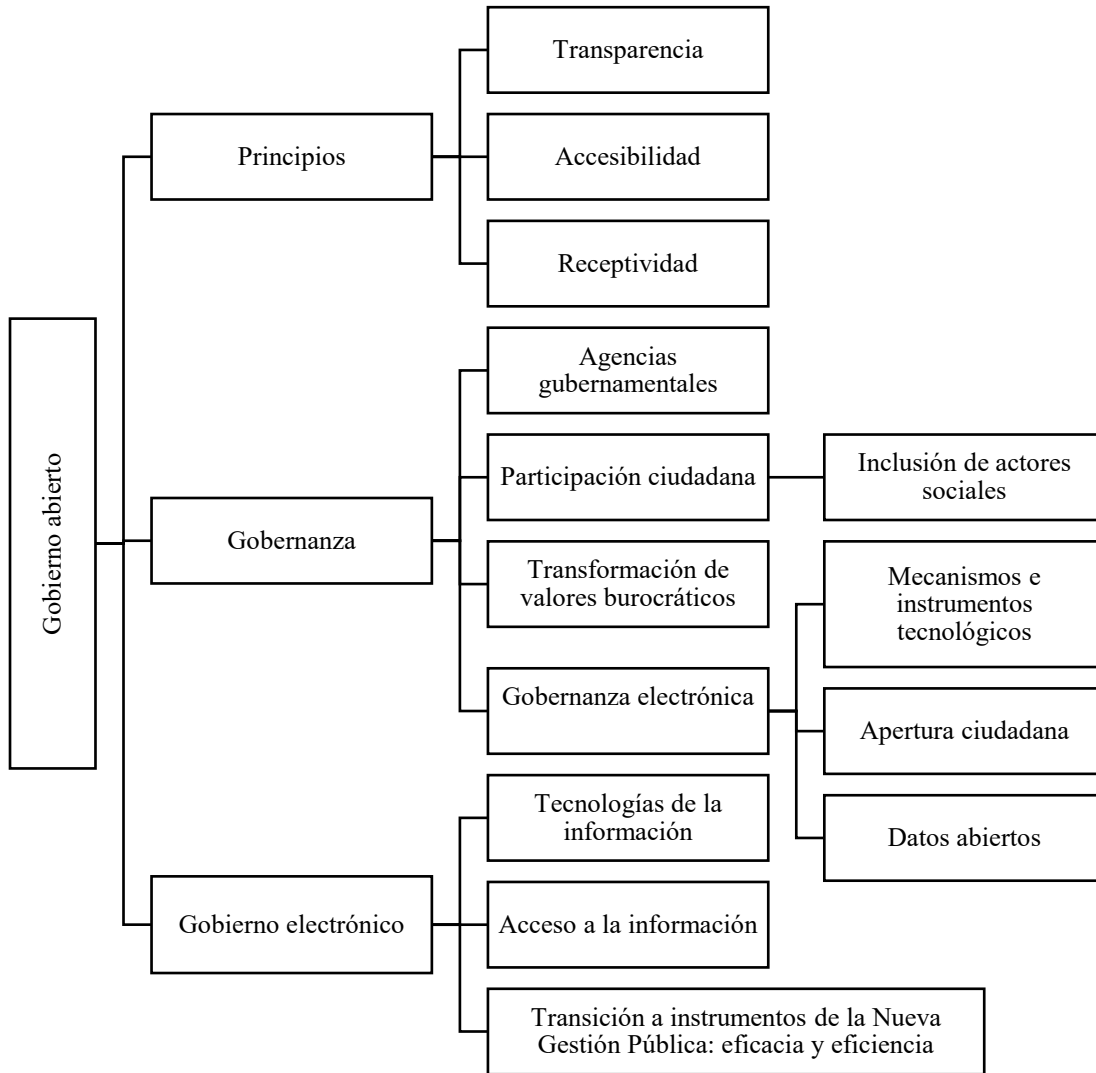 Gobierno abierto
Principios
Transparencia
Accesibilidad
Receptividad
Gobernanza
Agencias
gubernamentales
Participación ciudadana
Inclusión de actores
sociales
Transformación de
valores burocráticos
Gobernanza electrónica
Mecanismos e
instrumentos
tecnológicos
Apertura ciudadana
Datos abiertos
Gobierno electrónico
Tecnologías de la
información
Acceso a la información
Transición a instrumentos de la Nueva
Gestión Pública: eficacia y eficiencia